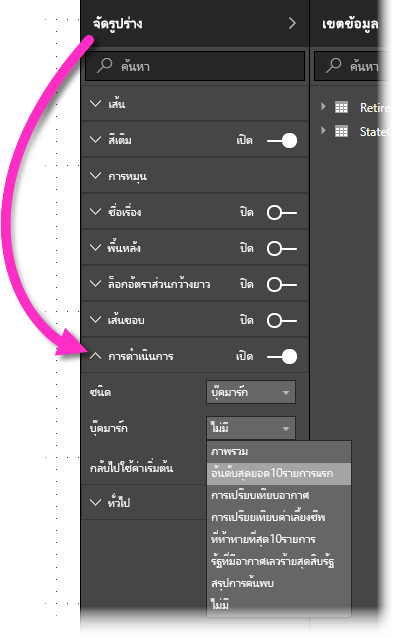 จัดรูปร่าง
เขตข้อมูล
ค้นหา
ค้นหา
เส้น
Retire
สีเติม เปิด
State
การหมุน
ชื่อเรื่อง ปิด
พื้นหลัง ปิด
ล็อกอัตราส่วนกว้างยาว ปิด
เส้นขอบ ปิด
การดำเนินการ เปิด
ชนิด บุ๊คมาร์ก
บุ๊คมาร์ก ไม่มี
ภาพรวม
กลับไปใช้ค่าเริ่มต้น
อันดับสุดยอด10รายการแรก
การเปรียบเทียบอากาศ
ทั่วไป
การเปรียเทียบค่าเลี้ยงชีพ
ที่ท้าทายที่สุด10รายการ
รัฐที่มีอากาศเลวร้ายสุดสิบรัฐ
สรุปการค้นพบ
ไม่มี